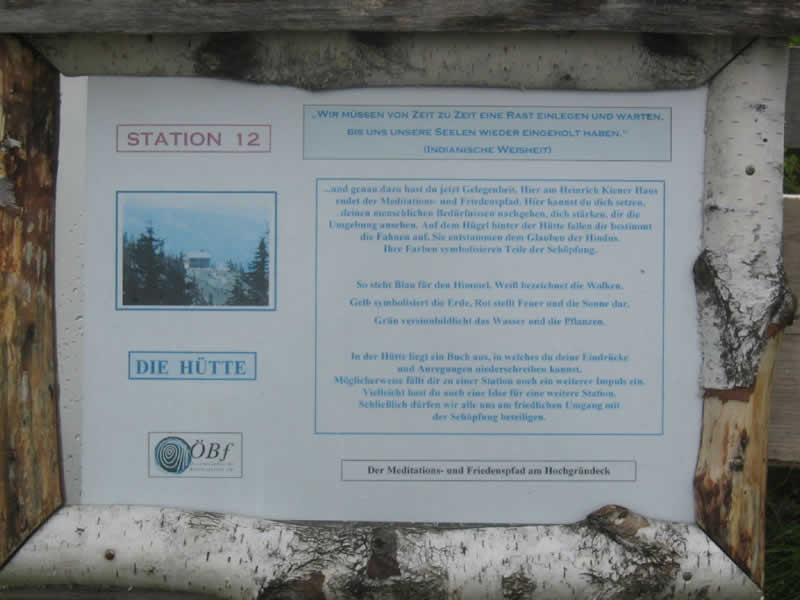 STATION 12
„WIR MÜSSEN VON ZEIT ZU ZEIT EINE RAST EINLEGEN UND WARTEN,
BIS UNS UNSERE SEELEN WIEDER EINGEHOLT HABEN.“
(INDIANISCHE WEISHEIT)
...und genau dazu hast du jetzt Gelegenheit. Hier am Heinrich Kiener Haus
endet der Meditations- und Friedenspfad. Hier kannst du dich setzen,
deinen menschlichen Bedürfnissen nachgehen, dich stärken, dir die
Umgebung ansehen. Auf dem Hügel hinter der Hütte fallen dir bestimmt
die Fahnen auf. Sie entstammen dem Glauben der Hindus.
Ihre Farben symbolisieren Teile der Schöpfung.
So steht Blau für den Himmel, Weiß bezeichnet die Wolken.
Gelb symbolisiert die Erde, Rot stellt Feuer und die Sonne dar.
Grün versinnbildlicht das Wasser und die Pflanzen.
DIE HÜTTE
In der Hütte liegt ein Buch aus, in welches du deine Eindrücke
und Anregungen niederschreiben kannst.
Möglicherweise fällt dir zu einer Station noch ein weiterer Impuls ein.
Vielleicht hast du auch eine Idee für eine weitere Station.
Schließlich dürfen wir alle uns am friedlichen Umgang mit
der Schöpfung beteiligen.
ÖBf
Der Meditations- und Friedenspfad am Hochgründeck